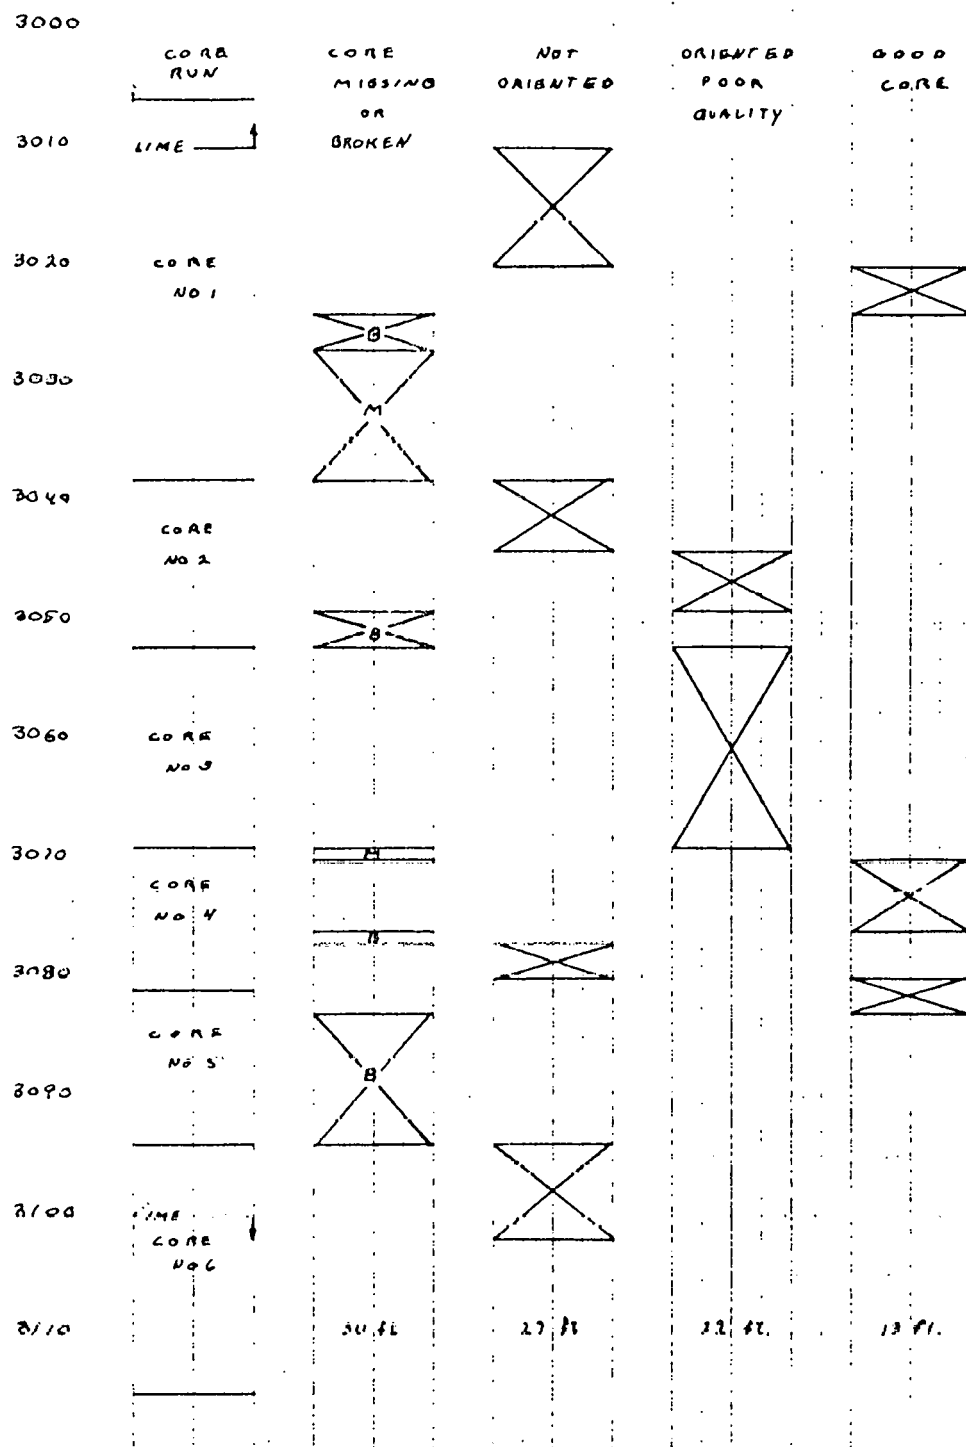 3000
CORE
RUN
CORE
MISSING
OR
BROKEN
NOT
ORIENTED
ORIENTED
POOR
QUALITY
GOOD
CORE
3010
LIME
3020
CORE
NO 1
B
3030
M
3040
CORE
NO 2
3050
B
3060
CORE
NO 3
3070
M
CORE
NO 4
B
3080
CORE
NO 5
B
3090
3100
LIME
CORE
NO 6
3110
27 ft
22 ft.
13 ft.